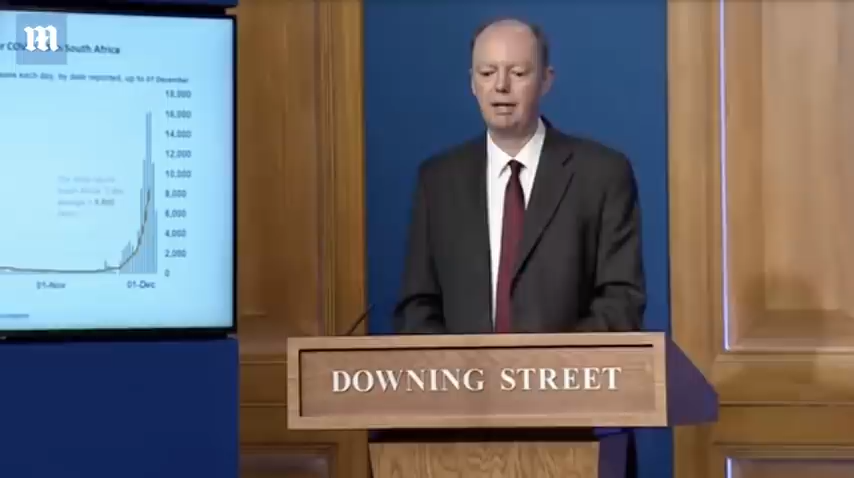 m
South Africa
each day, by date reported, up to 07 December
18,000
16,000
14,000
12,000
10,000
8,000
6,000
4,000
2,000
0
01-Nov
01-Dec
DOWNING STREET